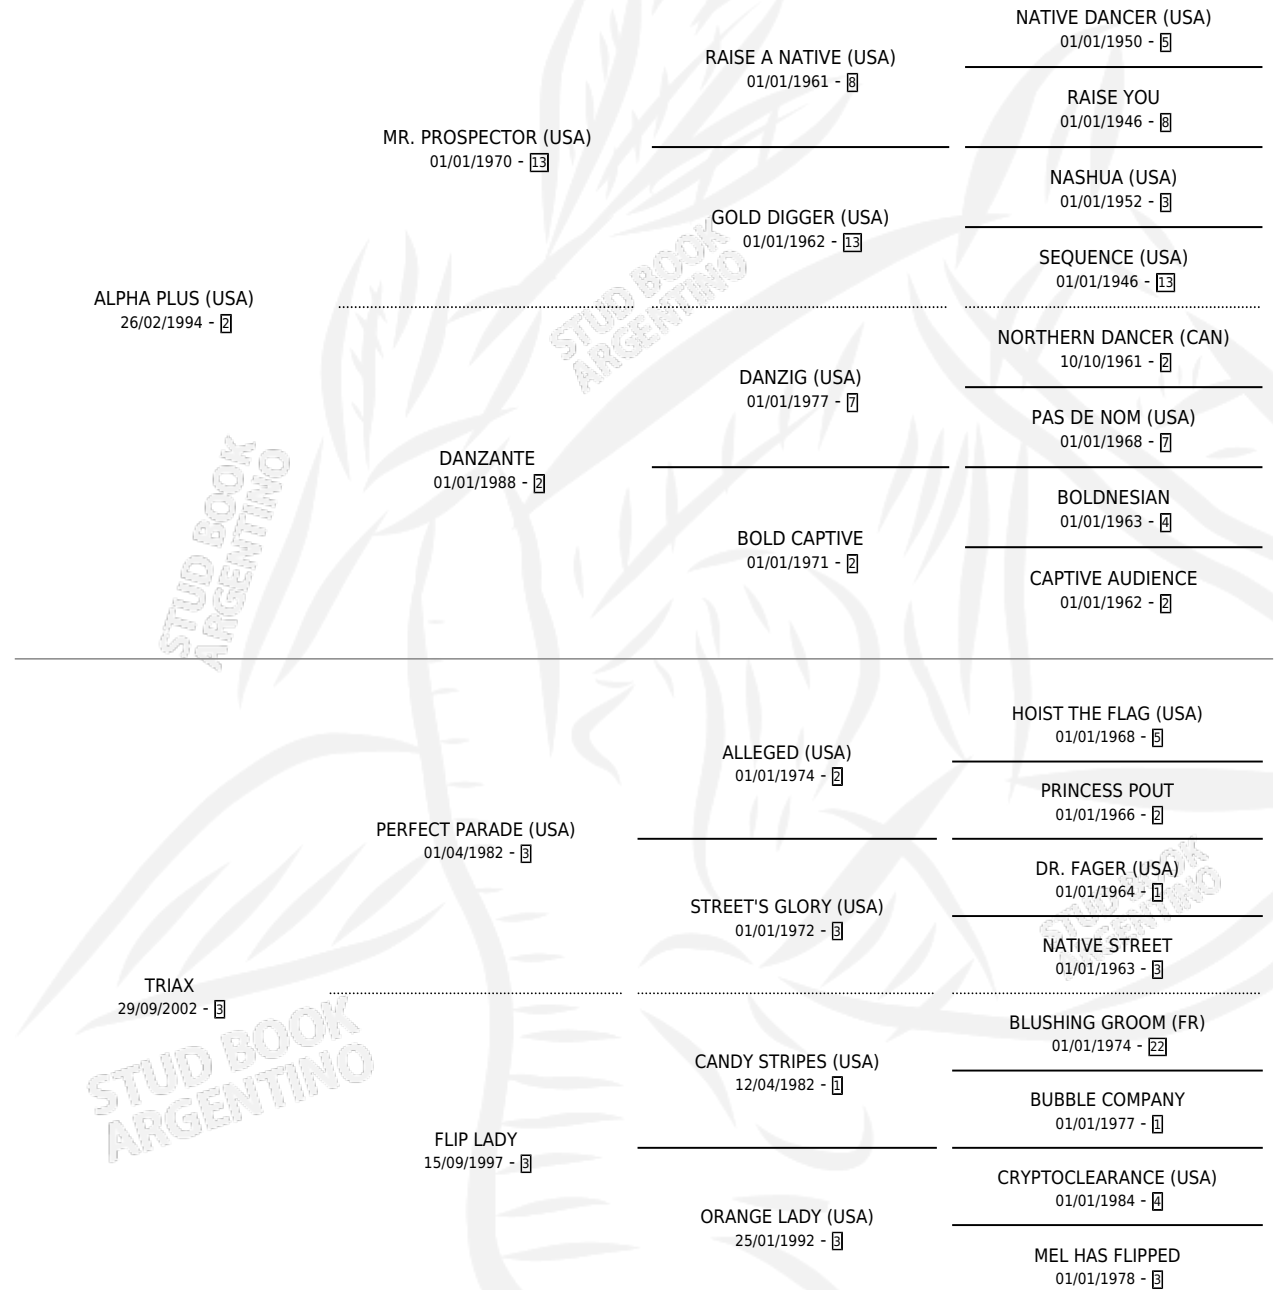 NATIVE DANCER (USA)
01/01/1950 - 5
RAISE A NATIVE (USA)
01/01/1961 - 8
RAISE YOU
01/01/1946 - 8
MR. PROSPECTOR (USA)
01/01/1970 - 13
NASHUA (USA)
01/01/1952 - 3
GOLD DIGGER (USA)
01/01/1962 - 13
SEQUENCE (USA)
01/01/1946 - 13
ALPHA PLUS (USA)
26/02/1994 - 2
STUD BOOK
ARGENTINO
NORTHERN DANCER (CAN)
10/10/1961 - 2
DANZIG (USA)
01/01/1977 - 7
PAS DE NOM (USA)
01/01/1968 - 7
DANZANTE
01/01/1988 - 2
BOLDNESIAN
01/01/1963 - 4
BOLD CAPTIVE
01/01/1971 - 2
CAPTIVE AUDIENCE
01/01/1962 - 2
STUD BOOK
ARGENTINO
HOIST THE FLAG (USA)
01/01/1968 - 5
ALLEGED (USA)
01/01/1974 - 2
PRINCESS POUT
01/01/1966 - 2
PERFECT PARADE (USA)
01/04/1982 - 3
DR. FAGER (USA)
01/01/1964 - 1
STREET'S GLORY (USA)
01/01/1972 - 3
NATIVE STREET
01/01/1963 - 3
STUD BOOK
ARGENTINO
TRIAX
29/09/2002 - 3
STUD BOOK
ARGENTINO
BLUSHING GROOM (FR)
01/01/1974 - 22
CANDY STRIPES (USA)
12/04/1982 - 1
BUBBLE COMPANY
01/01/1977 - 1
FLIP LADY
15/09/1997 - 3
CRYPTOCLEARANCE (USA)
01/01/1984 - 4
ORANGE LADY (USA)
25/01/1992 - 3
MEL HAS FLIPPED
01/01/1978 - 3